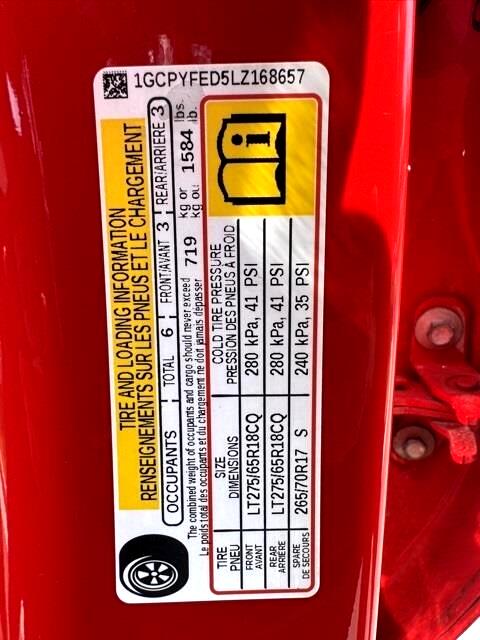 1GCPYFED5LZ168657
TIRE AND LOADING INFORMATION
RENSEIGNEMENTS SUR LES PNEUS ET LE CHARGEMENT
OCCUPANTS TOTAL 6 FRONT/AVANT 3 REAR/ARRIÈRE 3
The combined weight of occupants and cargo should never exceed 719 kg or 1584 lbs.
Le poids total des occupants et du chargement ne doit jamais dépasser kg ou lb.
TIRE
PNEU
SIZE
DIMENSIONS
COLD TIRE PRESSURE
PRESSION DES PNEUS À FROID
FRONT
AVANT
LT275/65R18CQ
280 kPa, 41 PSI
REAR
ARRIÈRE
LT275/65R18CQ
280 kPa, 41 PSI
SPARE
DE SECOURS
265/70R17 S
240 kPa, 35 PSI